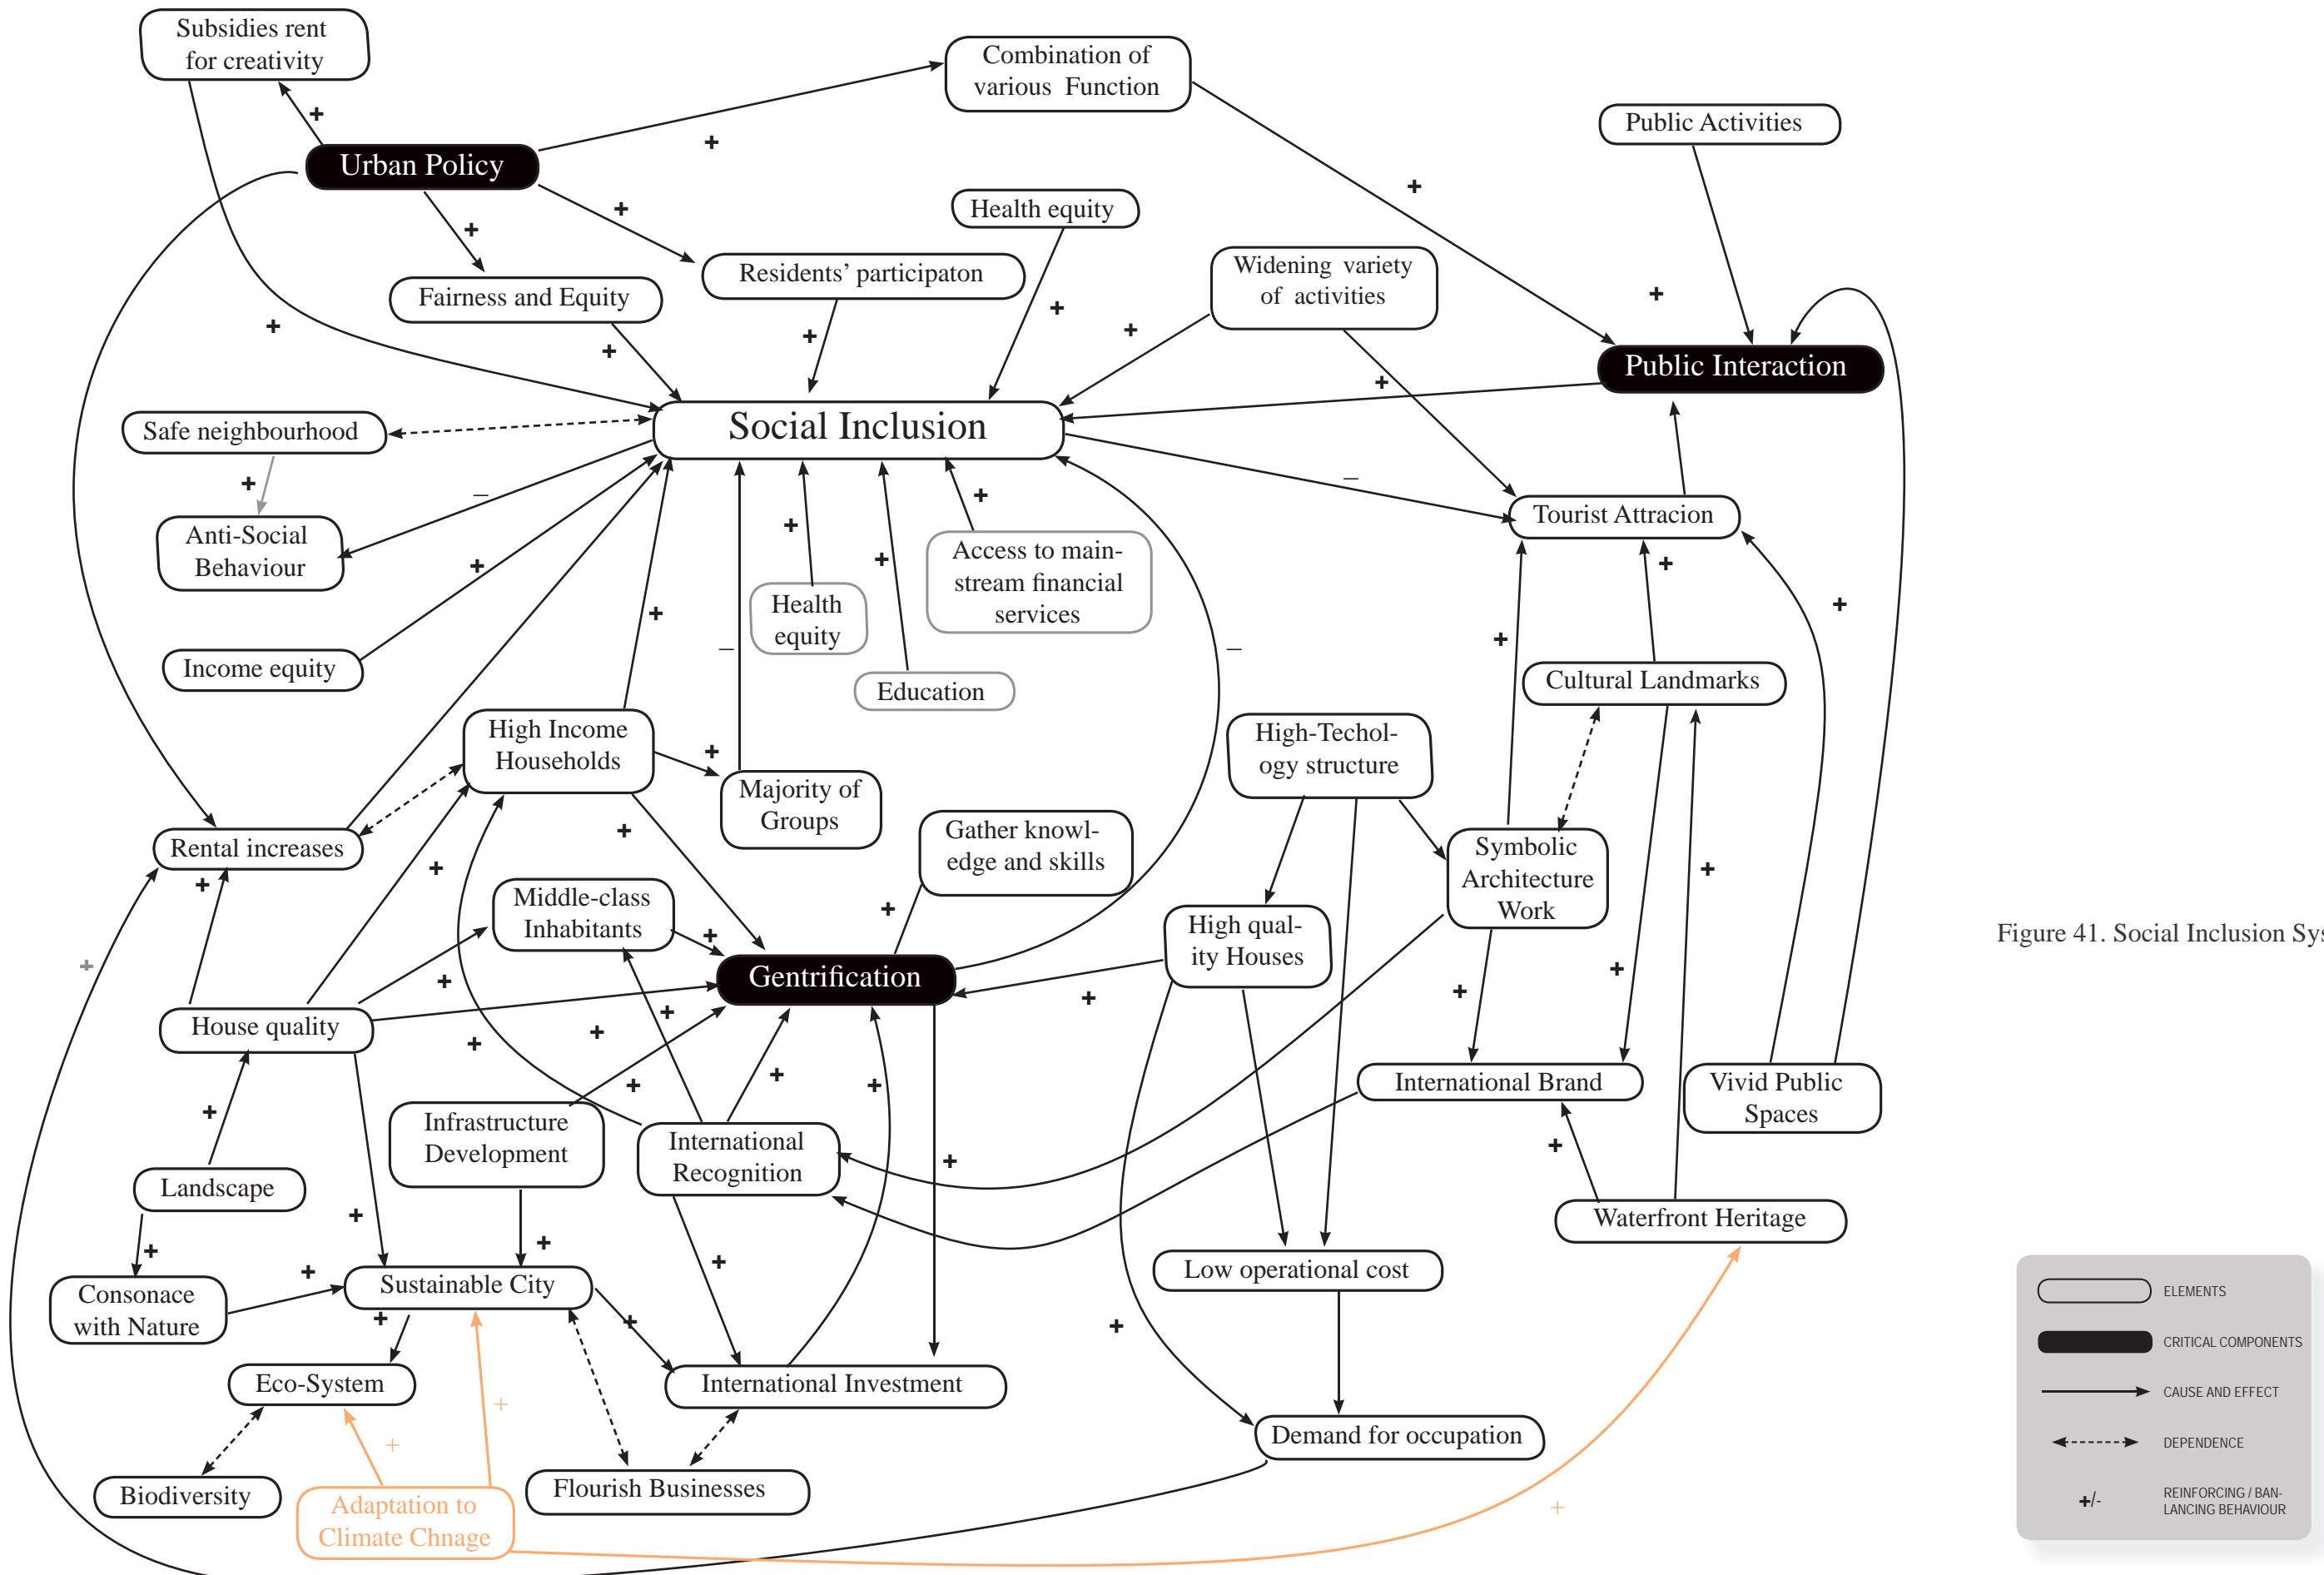 Subsidies rent
for creativity
Combination of
various Function
Public Activities
+
+
Urban Policy
+
+
+
Health equity
Widening variety
of activities
Residents’ participaton
Fairness and Equity
+
+
+
+
+
+
Public Interaction
+
Social Inclusion
Safe neighbourhood
+
–
–
+
Anti-Social
Behaviour
+
Tourist Attracion
Access to main-
stream financial
services
+
+
+
Health
equity
+
+
+
–
–
Income equity
Education
Cultural Landmarks
High Income
Households
+
High-Techol-
ogy structure
Majority of
Groups
+
Gather knowl-
edge and skills
Rental increases
+
+
+
Symbolic
Architecture
Work
Middle-class
Inhabitants
+
+
High qual-
ity Houses
Figure 41. Social Inclusion Sys
+
Gentrification
+
+
+
+
+
House quality
+
+
+
+
+
International Brand
Vivid Public
Spaces
+
Infrastructure
Development
International
Recognition
+
+
Landscape
+
Waterfront Heritage
+
+
+
+
Low operational cost
Sustainable City
Consonace
with Nature
+
+
+
ELEMENTS
CRITICAL COMPONENTS
CAUSE AND EFFECT
DEPENDENCE
+/-
REINFORCING / BAN-
LANCING BEHAVIOUR
Eco-System
International Investment
+
+
Demand for occupation
Biodiversity
Flourish Businesses
Adaptation to
Climate Chnage
+